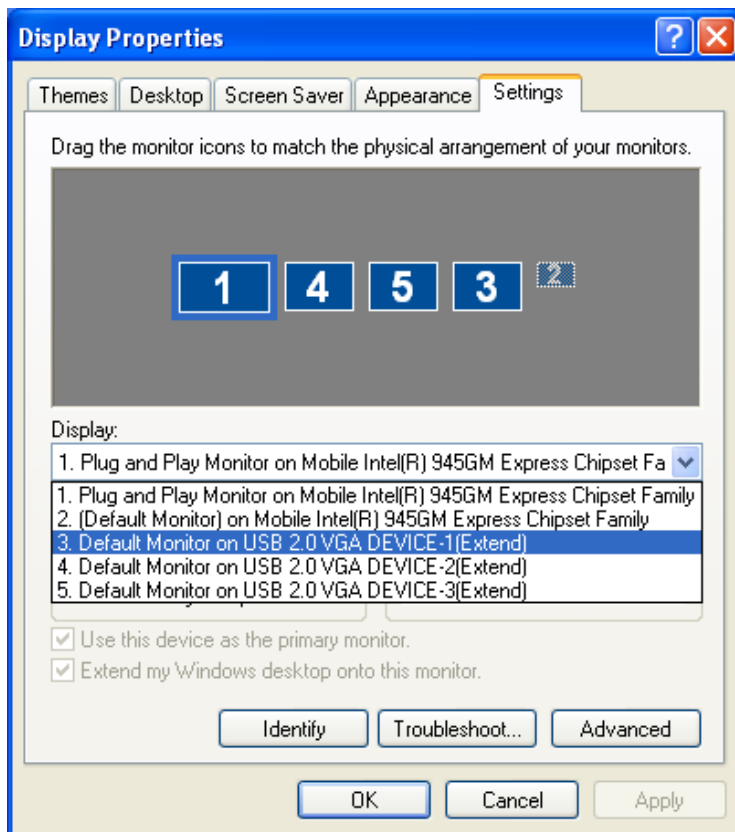 Display Properties
?
Themes Desktop Screen Saver Appearance Settings
Drag the monitor icons to match the physical arrangement of your monitors.
1 4 5 3 2
Display:
1. Plug and Play Monitor on Mobile Intel(R) 945GM Express Chipset Fa
1. Plug and Play Monitor on Mobile Intel(R) 945GM Express Chipset Family
2. (Default Monitor) on Mobile Intel(R) 945GM Express Chipset Family
3. Default Monitor on USB 2.0 VGA DEVICE-1(Extend)
4. Default Monitor on USB 2.0 VGA DEVICE-2(Extend)
5. Default Monitor on USB 2.0 VGA DEVICE-3(Extend)
Use this device as the primary monitor.
Extend my Windows desktop onto this monitor.
Identify Troubleshoot... Advanced
OK Cancel Apply